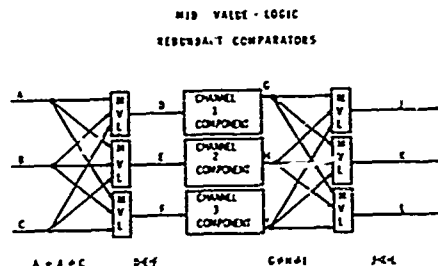 MID VALUE - LOGIC
REDUNDANT COMPARATORS
A
B
C
M V L
M V L
M V L
D
E
F
CHANNEL 1 COMPONENT
CHANNEL 2 COMPONENT
CHANNEL 3 COMPONENT
G
H
M V L
M V L
M V L
J
K
L